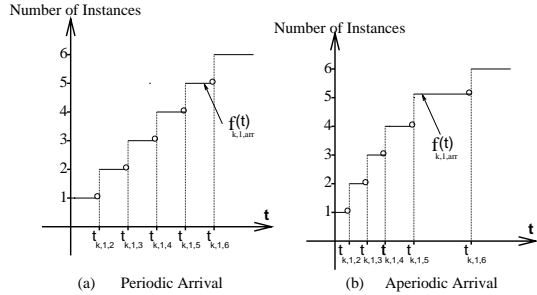 Number of Instances
6
5
4
3
2
1
f(t)
k,1,arr
t
t k,1,2 t k,1,3 t k,1,4 t k,1,5 t k,1,6
(a) Periodic Arrival
Number of Instances
6
5
4
3
2
1
f(t)
k,1,arr
t
t k,1,2 t k,1,3 t k,1,4 t k,1,5 t k,1,6
(b) Aperiodic Arrival